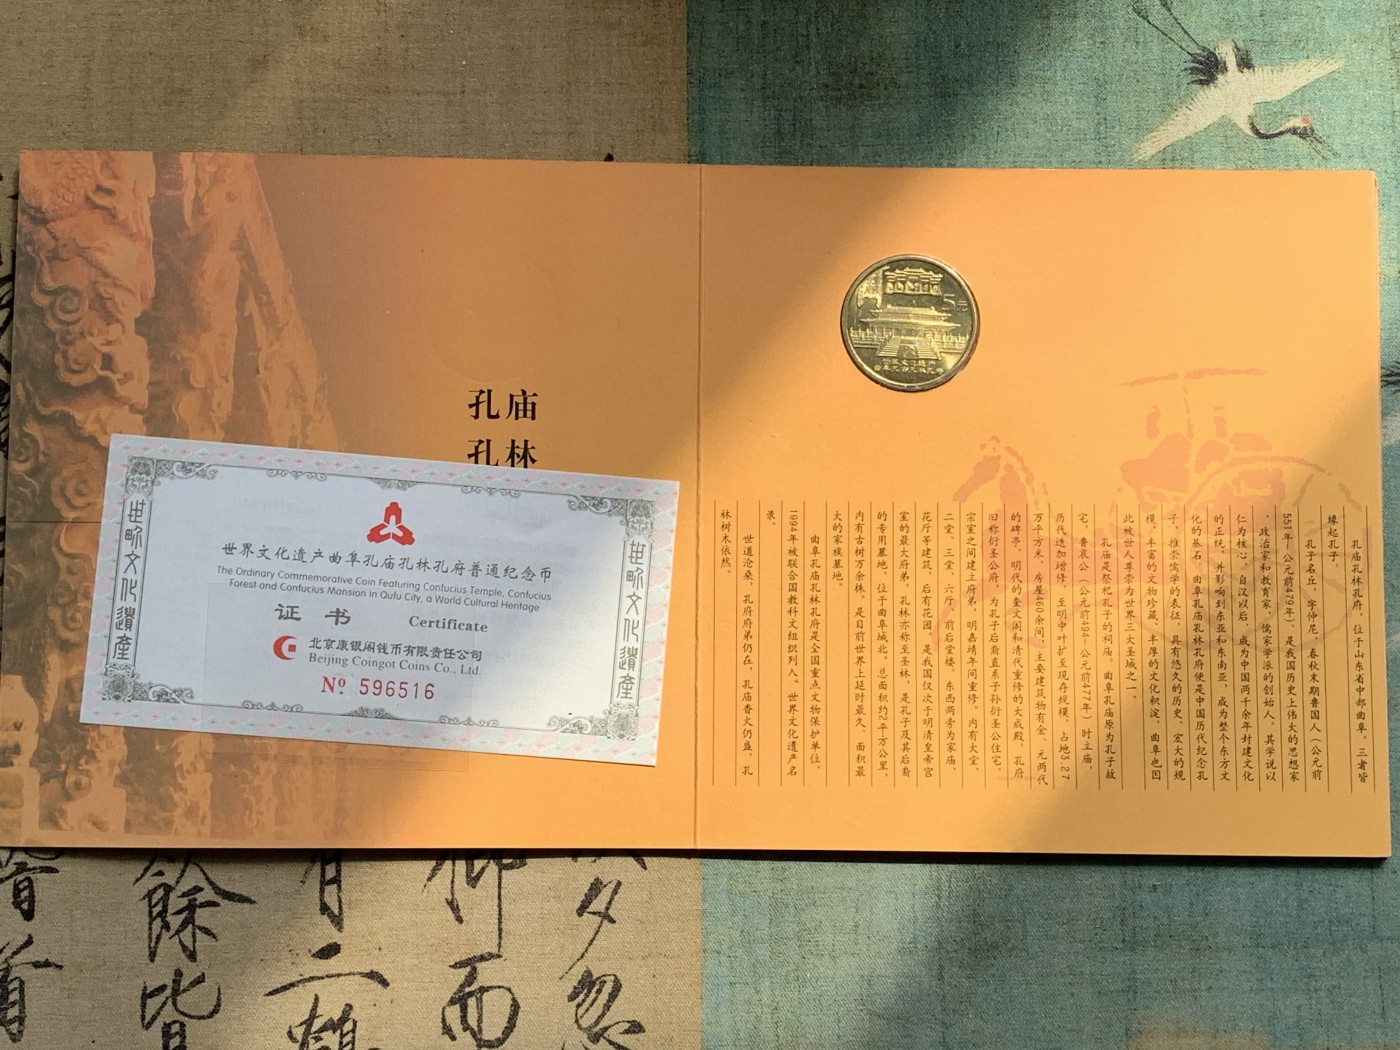 孔庙
孔林
世界文化遗产
世界文化遗产曲阜孔庙孔林孔府普通纪念币
The Ordinary Commemorative Coin Featuring Confucius Temple, Confucius
Forest and Confucius Mansion in Qufu City, a World Cultural Heritage
证书 Certificate
北京康银阁钱币有限责任公司
Beijing Coingot Coins Co., Ltd.
Nº 596516
世界文化遺產
5元
世界文化遗产
孔庙孔林孔府，位于山东省中部曲阜。三者皆
缘起孔子。
孔子名丘，字仲尼，春秋末期鲁国人（公元前
551年－公元前479年），是我国历史上伟大的思想家
、政治家和教育家，儒家学派的创始人。其学说以
仁为核心，自汉以后，成为中国两千余年封建文化
的正统，并影响到东亚和东南亚，成为整个东方文
化的基石。曲阜孔庙孔林孔府便是中国历代纪念孔
子、推崇儒学的表征，具有悠久的历史、宏大的规
模、丰富的文物珍藏、丰厚的文化积淀，曲阜也因
此被世人尊崇为世界三大圣城之一。
孔庙是祭祀孔子的祠庙。曲阜孔庙原为孔子故
宅，鲁哀公（公元前494－公元前477年）时立庙，
历代迭加增修，至明中叶扩至现存规模，占地327
万平方米，房屋460余间，主要建筑物有金、元两代
的碑亭、明代的奎文阁和清代重修的大成殿。孔府
旧称衍圣公府，为孔子后裔直系子孙衍圣公住宅，
宗室之间建立府第，明嘉靖年间重修。内有大堂、
二堂、三堂、六厅，前后堂楼，东西两旁为家庙、
花厅等建筑，后有花园，是我国仅次于明清皇帝宫
室的最大府第。孔林亦称至圣林，是孔子及其后裔
的专用墓地，位于曲阜城北，总面积约2平方公里，
内有古树万余株，是目前世界上延时最久、面积最
大的家族墓地。
曲阜孔庙孔林孔府是全国重点文物保护单位，
1994年被联合国教科文组织列入“世界文化遗产名
录”。
世道沧桑，孔府府第仍在，孔庙香火仍盛，孔
林树木依然。
餘
皆
二
仰
而
夕
忽